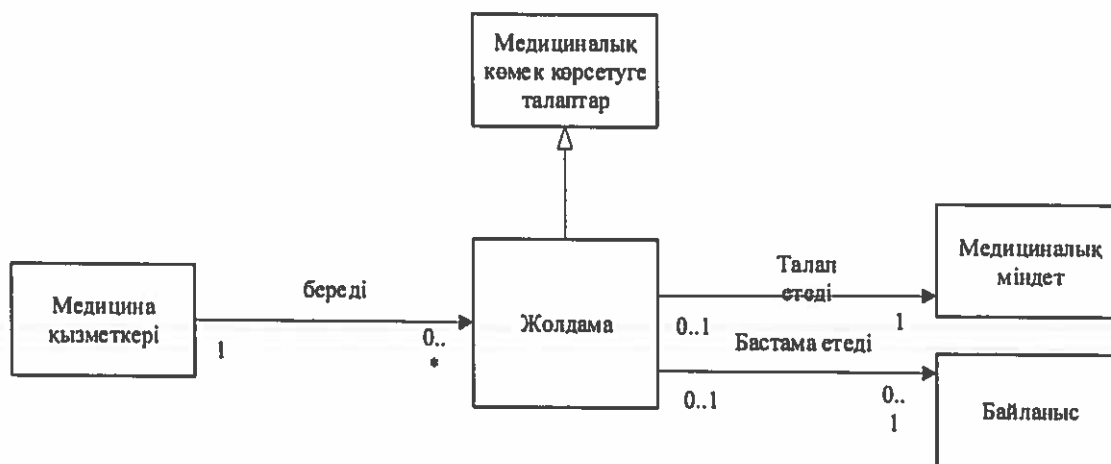 Медициналық
көмек көрсетуге
талаптар
Медицина
қызметкері
береді
1
0..
*
Жолдама
Талап
етеді
0..1
1
Медициналық
міндет
Бастама етеді
0..1
0..
1
Байланыс